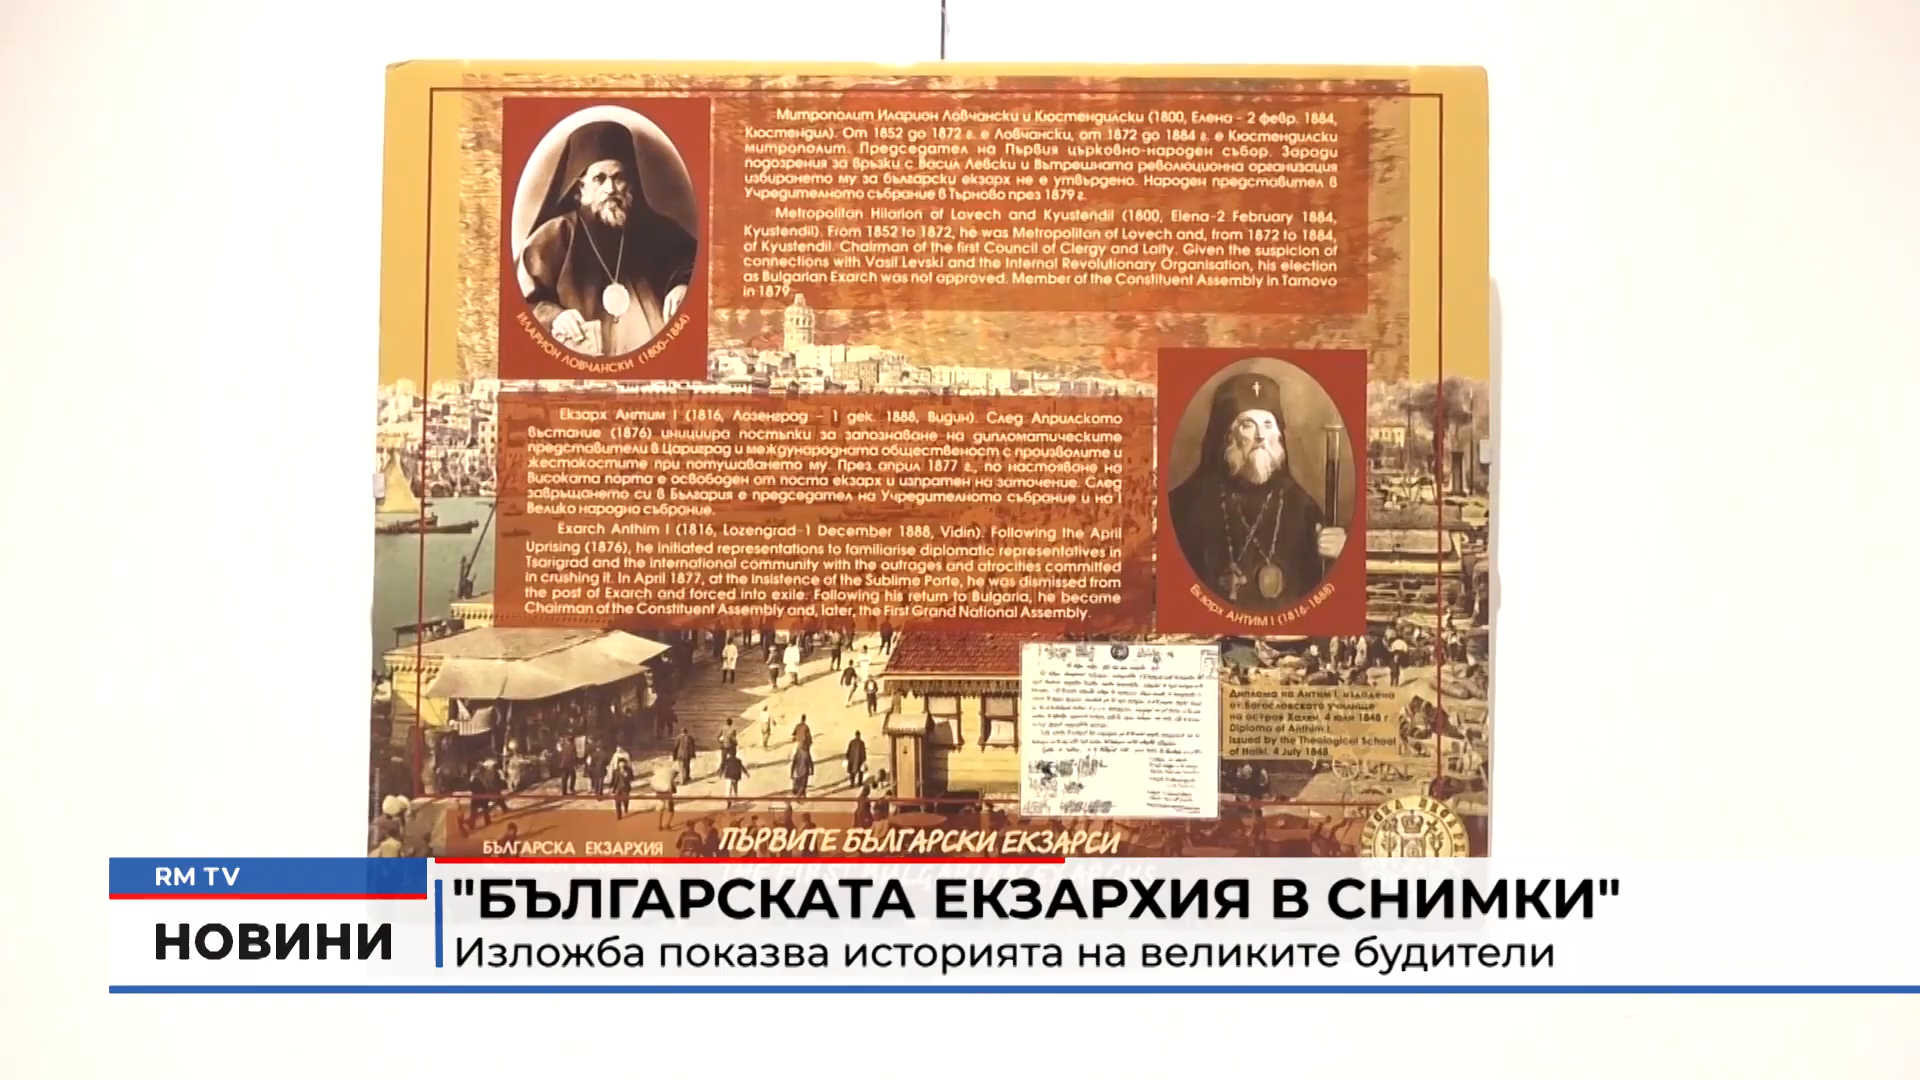 Митрополит Иларион Ловчански и Кюстендилски (1800, Елена - 2 февр. 1884,
Кюстендил). От 1852 до 1872 г. е Ловчански, от 1872 до 1884 г. е Кюстендилски
митрополит. Председател на Първия църковно-народен събор. Заради
подозрения за връзки с Васил Левски и Вътрешната революционна организация
избирането му за български екзарх не е утвърдено. Народен представител в
Учредителното събрание в Търново през 1879 г.
Metropolitan Hilarion of Lovech and Kyustendil (1800, Elena-2 February 1884,
Kyustendil). From 1852 to 1872, he was Metropolitan of Lovech and, from 1872 to 1884,
of Kyustendil. Chairman of the first Council of Clergy and Laity. Given the suspicion of
connections with Vasil Levski and the Internal Revolutionary Organisation, his election
as Bulgarian Exarch was not approved. Member of the Constituent Assembly in Tarnovo
in 1879.
ИЛАРИОН ЛОВЧАНСКИ (1800-1884)
Екзарх Антим I (1816, Лозенград – 1 дек. 1888, Видин). След Априлското
въстание (1876) инициира постъпки за запознаване на дипломатическите
представители в Цариград и международната общественост с произволите и
жестокостите при потушаването му. През април 1877 г., по настояване на
Високата порта е освободен от поста екзарх и изпратен на заточение. След
завръщането си в България е председател на Учредителното събрание и на I
Велико народно събрание.
Exarch Anthim I (1816, Lozengrad-1 December 1888, Vidin). Following the April
Uprising (1876), he initiated representations to familiarise diplomatic representatives in
Tsarigrad and the international community with the outrages and atrocities committed
in crushing it. In April 1877, at the insistence of the Sublime Porte, he was dismissed from
the post of Exarch and forced into exile. Following his return to Bulgaria, he became
Chairman of the Constituent Assembly and, later, the First Grand National Assembly.
Екзарх АНТИМ I (1816-1888)
Диплома на Антим I, издадена
от богословското училище
на остров Халки, 4 юли 1848 г.
Diploma of Anthim I,
issued by the Theological School
of Halki, 4 July 1848
БЪЛГАРСКА ЕКЗАРХИЯ
ПЪРВИТЕ БЪЛГАРСКИ ЕКЗАРСИ
RM TV
НОВИНИ
"БЪЛГАРСКАТА ЕКЗАРХИЯ В СНИМКИ"
Изложба показва историята на великите будители